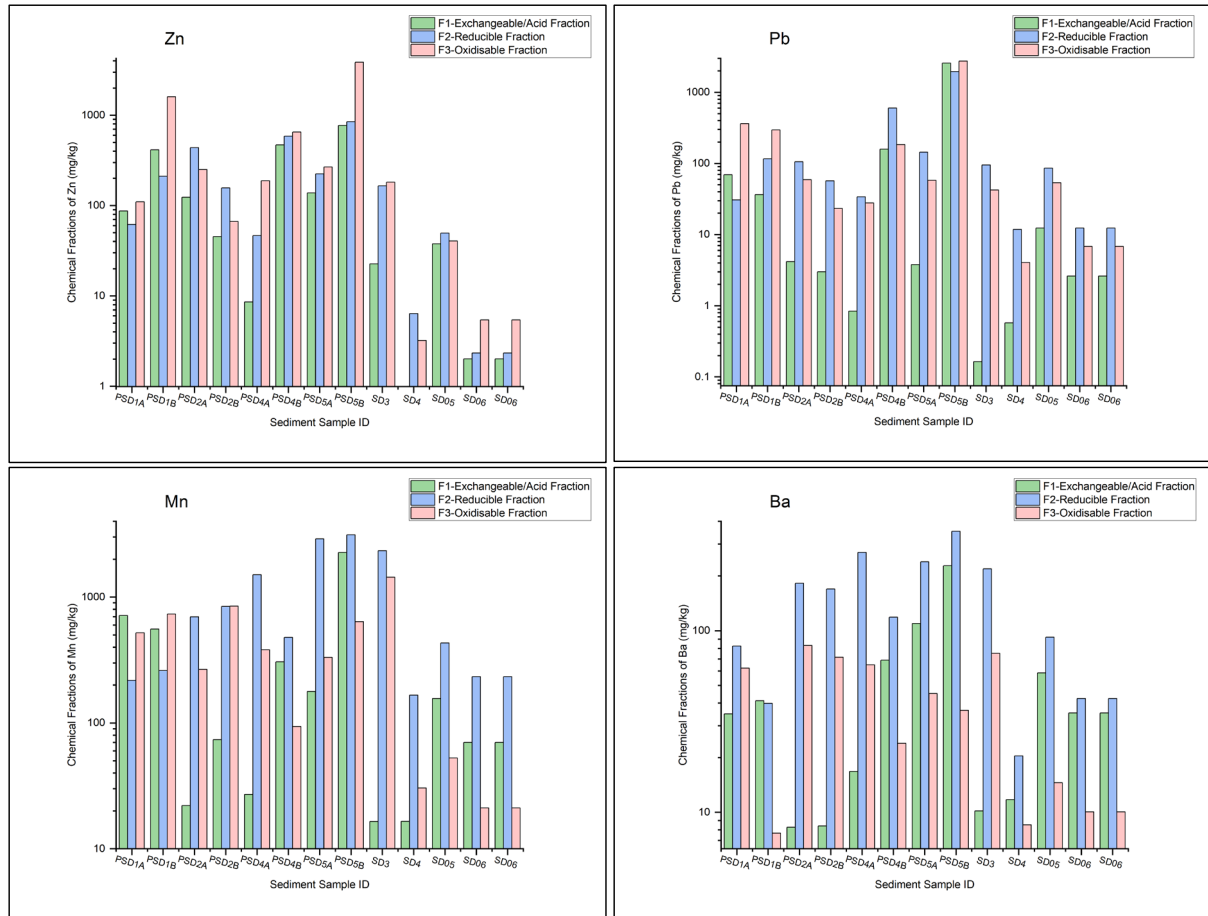 Zn
F1-Exchangeable/Acid Fraction
F2-Reducible Fraction
F3-Oxidisable Fraction
Chemical Fractions of Zn (mg/kg)
1000
100
10
1
PSD1A PSD1B PSD2A PSD2B PSD4A PSD4B PSD5A PSD5B SD3 SD4 SD05 SD06 SD06
Sediment Sample ID
Pb
F1-Exchangeable/Acid Fraction
F2-Reducible Fraction
F3-Oxidisable Fraction
Chemical Fractions of Pb (mg/kg)
1000
100
10
1
0.1
PSD1A PSD1B PSD2A PSD2B PSD4A PSD4B PSD5A PSD5B SD3 SD4 SD05 SD06 SD06
Sediment Sample ID
Mn
F1-Exchangeable/Acid Fraction
F2-Reducible Fraction
F3-Oxidisable Fraction
Chemical Fractions of Mn (mg/kg)
1000
100
10
PSD1A PSD1B PSD2A PSD2B PSD4A PSD4B PSD5A PSD5B SD3 SD4 SD05 SD06 SD06
Sediment Sample ID
Ba
F1-Exchangeable/Acid Fraction
F2-Reducible Fraction
F3-Oxidisable Fraction
Chemical Fractions of Ba (mg/kg)
100
10
PSD1A PSD1B PSD2A PSD2B PSD4A PSD4B PSD5A PSD5B SD3 SD4 SD05 SD06 SD06
Sediment Sample ID